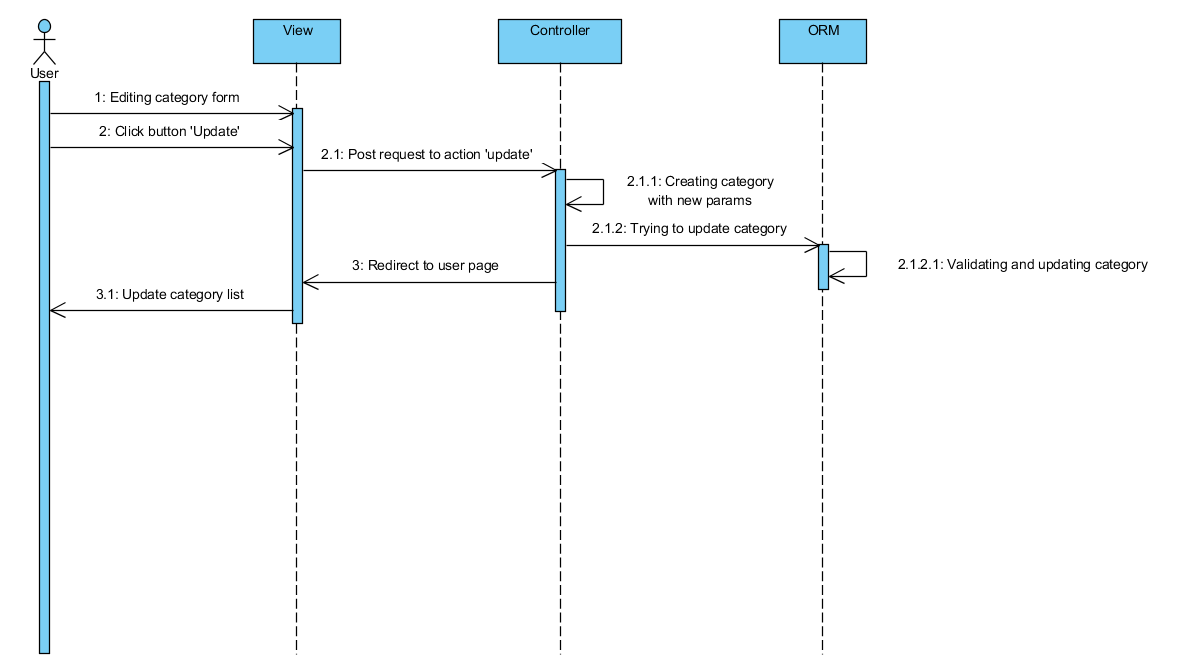 View
Controller
ORM
User
1: Editing category form
2: Click button 'Update'
2.1: Post request to action 'update'
2.1.1: Creating category
with new params
2.1.2: Trying to update category
2.1.2.1: Validating and updating category
3: Redirect to user page
3.1: Update category list